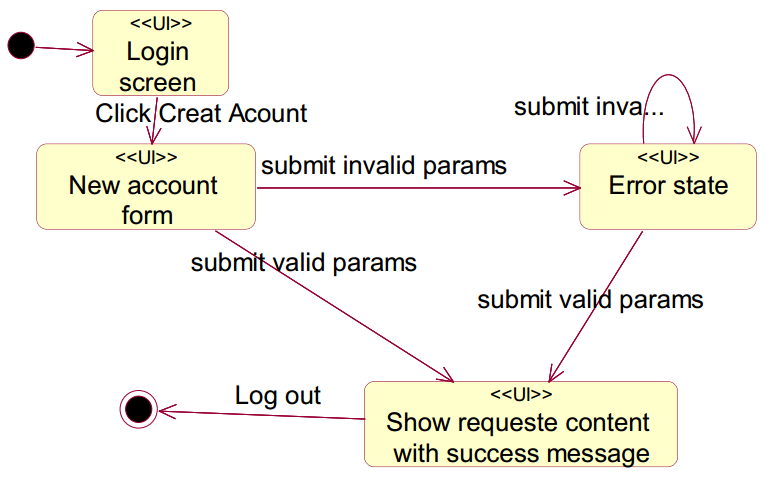 <<UI>>
Login
screen
Click Creat Acount
submit inva...
<<UI>>
New account
form
submit invalid params
<<UI>>
Error state
submit valid params
submit valid params
<<UI>>
Show requeste content
with success message
Log out